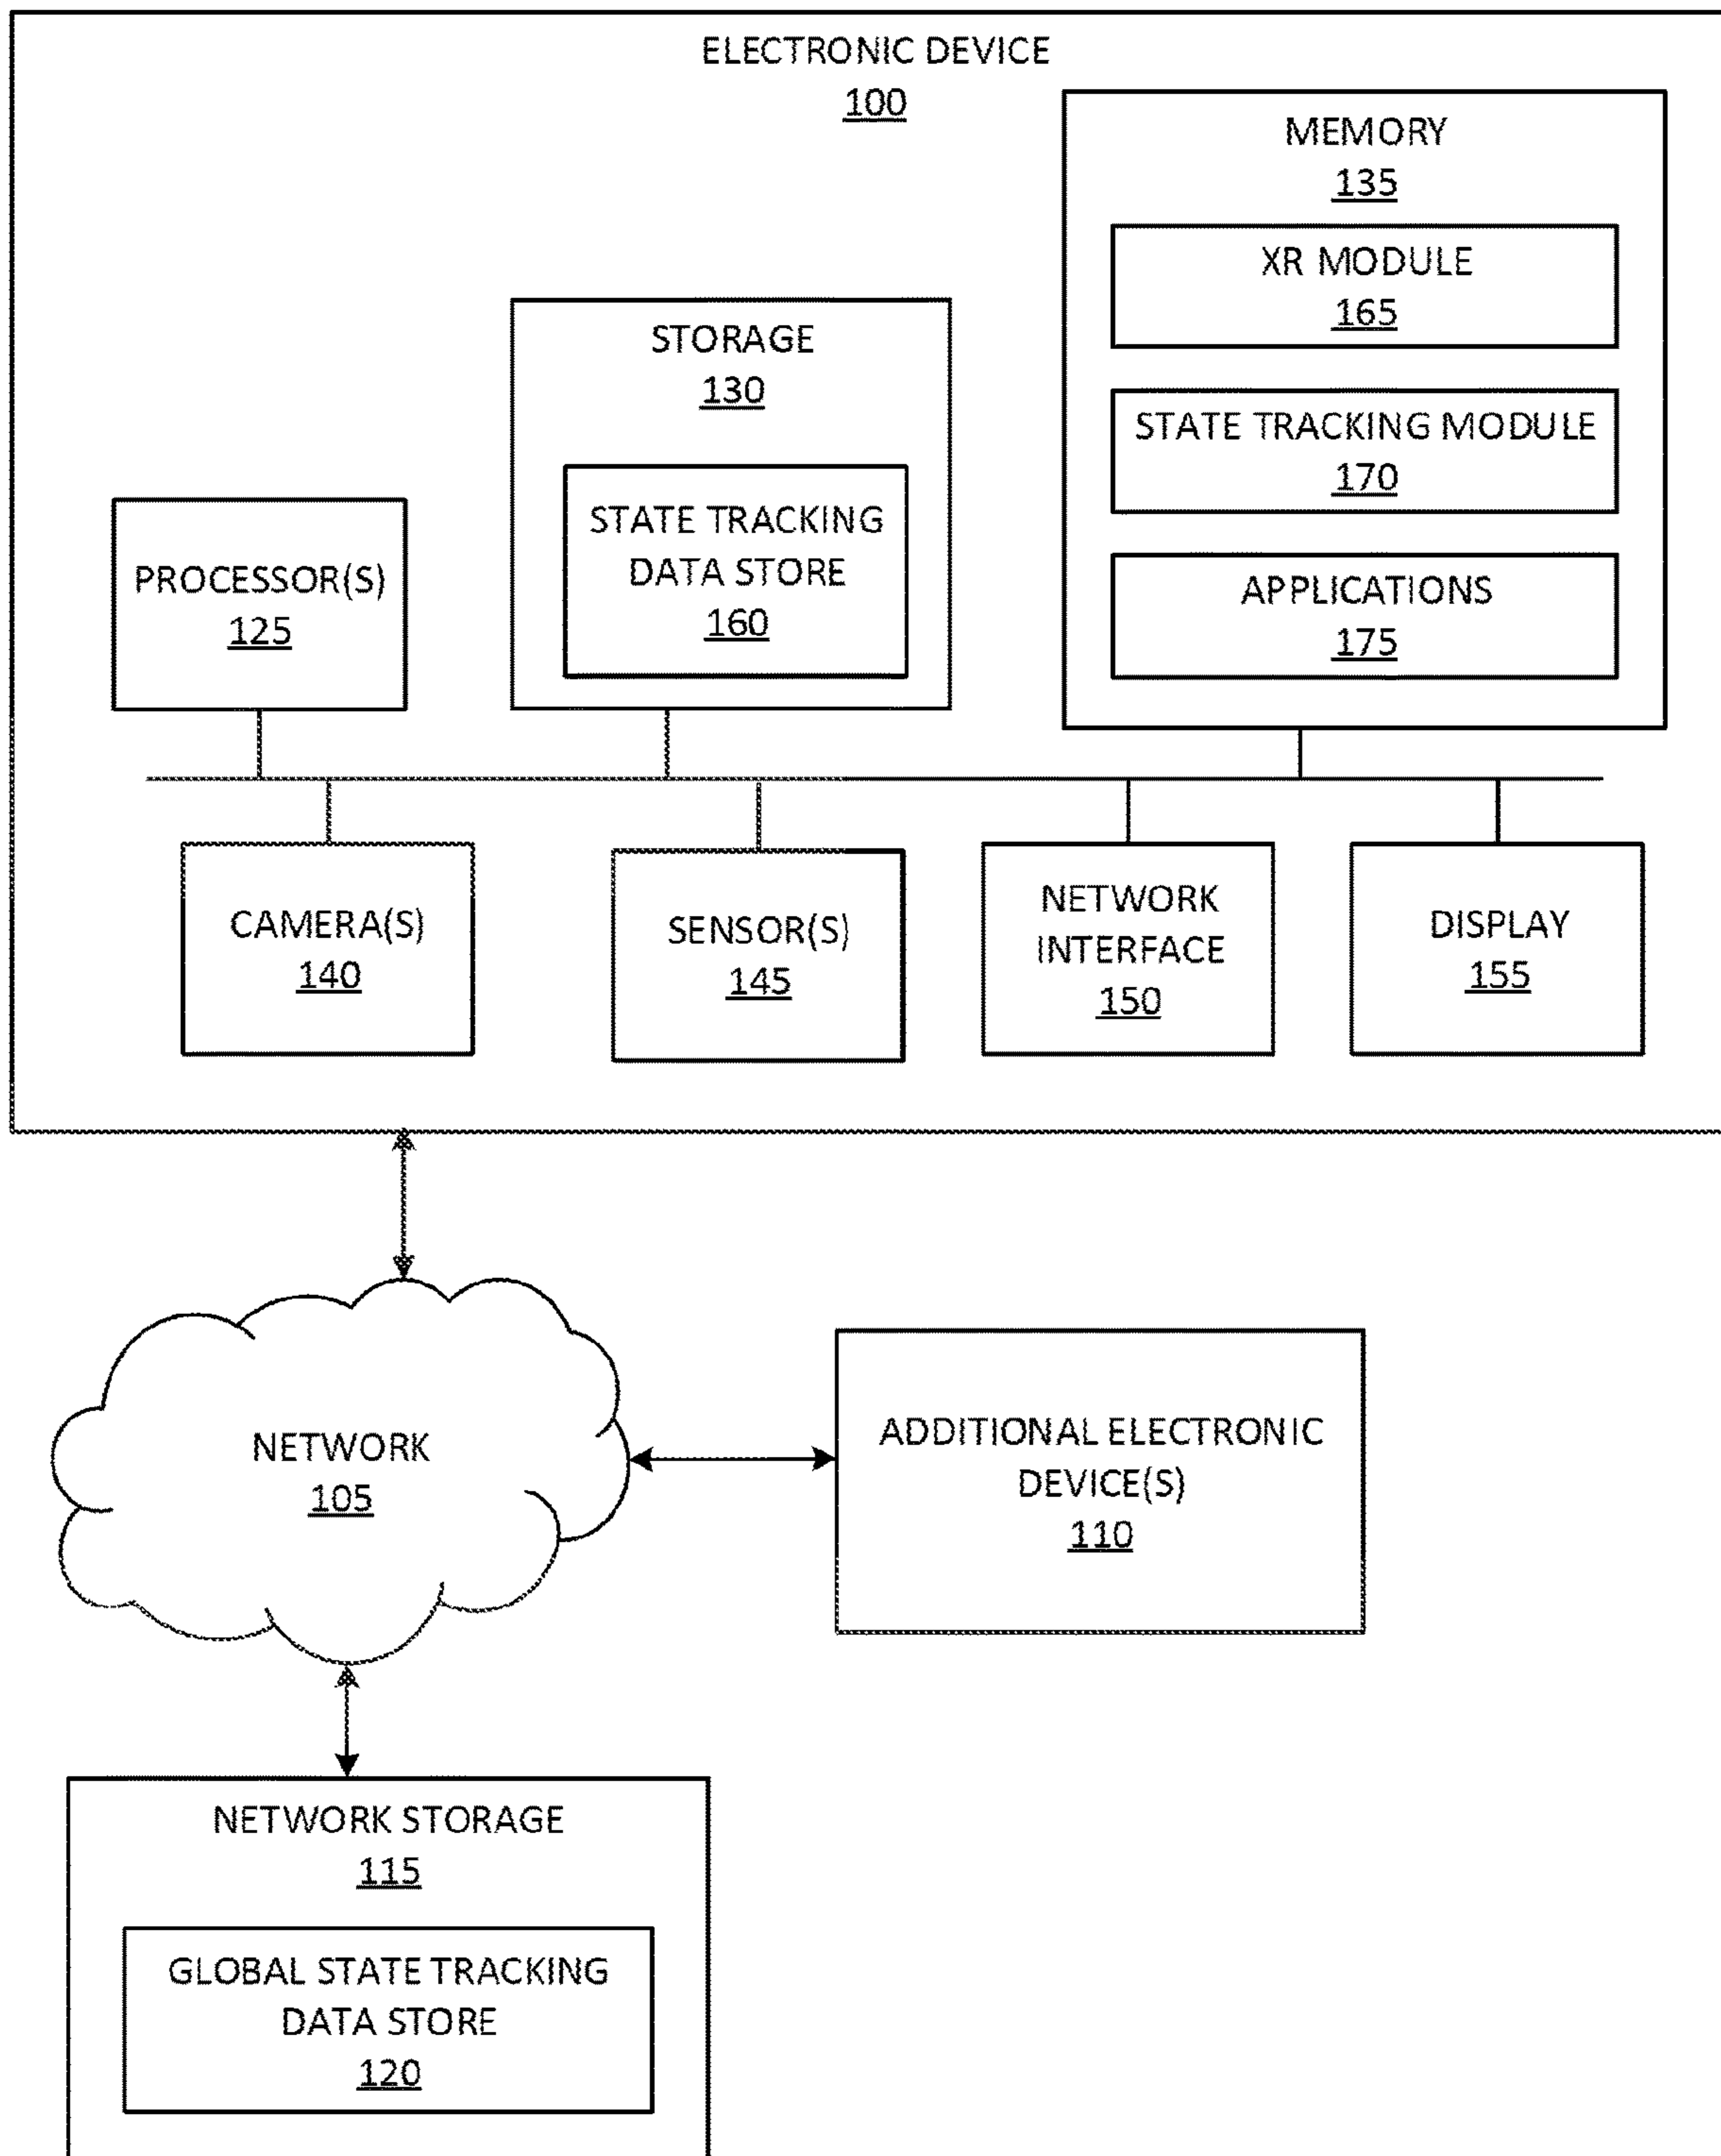 ELECTRONIC DEVICE
100
MEMORY
135
XR MODULE
165
STATE TRACKING MODULE
170
APPLICATIONS
175
STORAGE
130
STATE TRACKING
DATA STORE
160
PROCESSOR(S)
125
CAMERA(S)
140
SENSOR(S)
145
NETWORK
INTERFACE
150
DISPLAY
155
NETWORK
105
ADDITIONAL ELECTRONIC
DEVICE(S)
110
NETWORK STORAGE
115
GLOBAL STATE TRACKING
DATA STORE
120